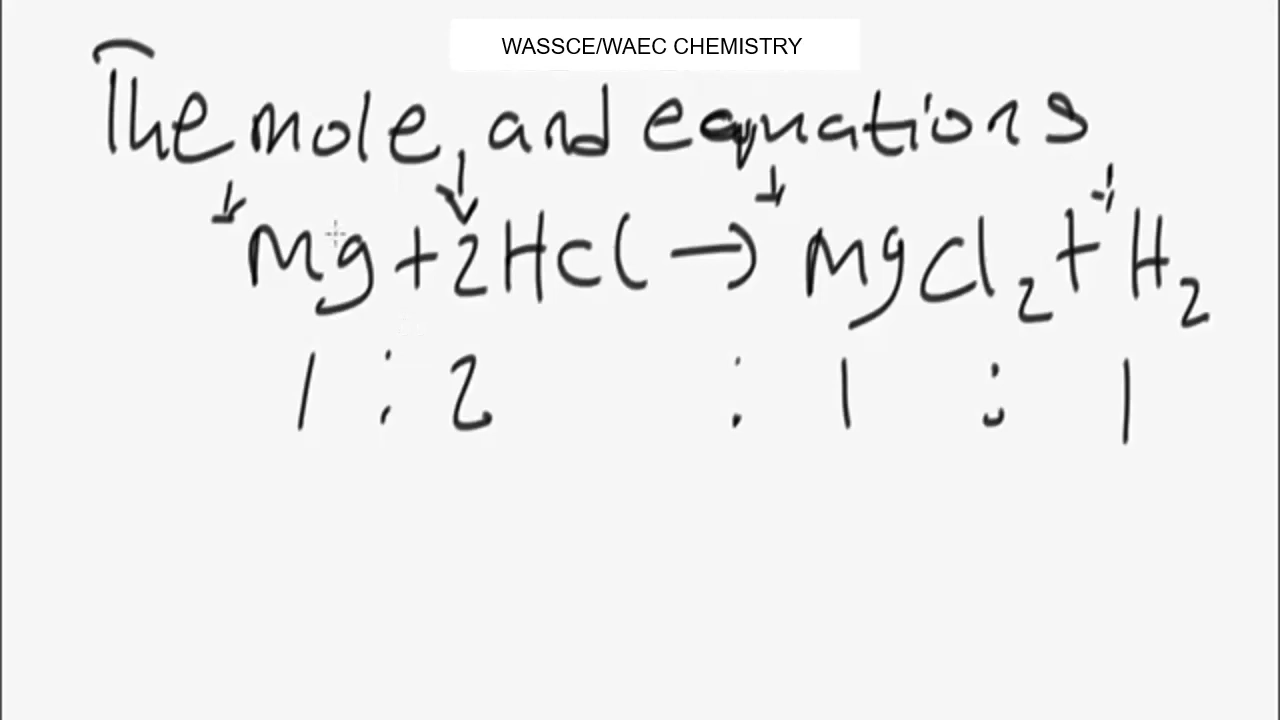 WASSCE/WAEC CHEMISTRY
The mole and equations
Mg + 2HCl → MgCl₂ + H₂
1 : 2 : 1 : 1